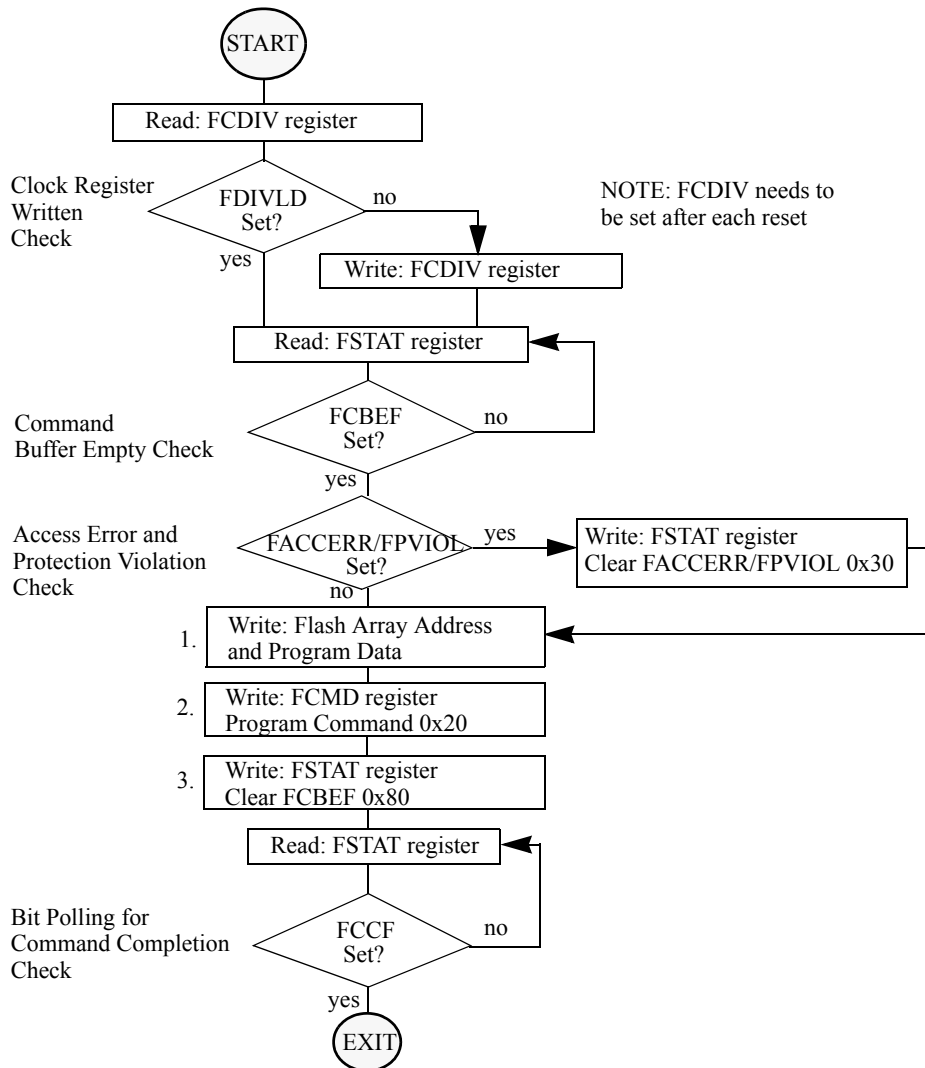 START
Read: FCDIV register
Clock Register
Written
Check
FDIVLD
Set?
no
yes
NOTE: FCDIV needs to
be set after each reset
Write: FCDIV register
Read: FSTAT register
Command
Buffer Empty Check
FCBEF
Set?
no
yes
Access Error and
Protection Violation
Check
FACCERR/FPVIOL
Set?
yes
no
Write: FSTAT register
Clear FACCERR/FPVIOL 0x30
1.
Write: Flash Array Address
and Program Data
2.
Write: FCMD register
Program Command 0x20
3.
Write: FSTAT register
Clear FCBEF 0x80
Read: FSTAT register
Bit Polling for
Command Completion
Check
FCCF
Set?
no
yes
EXIT